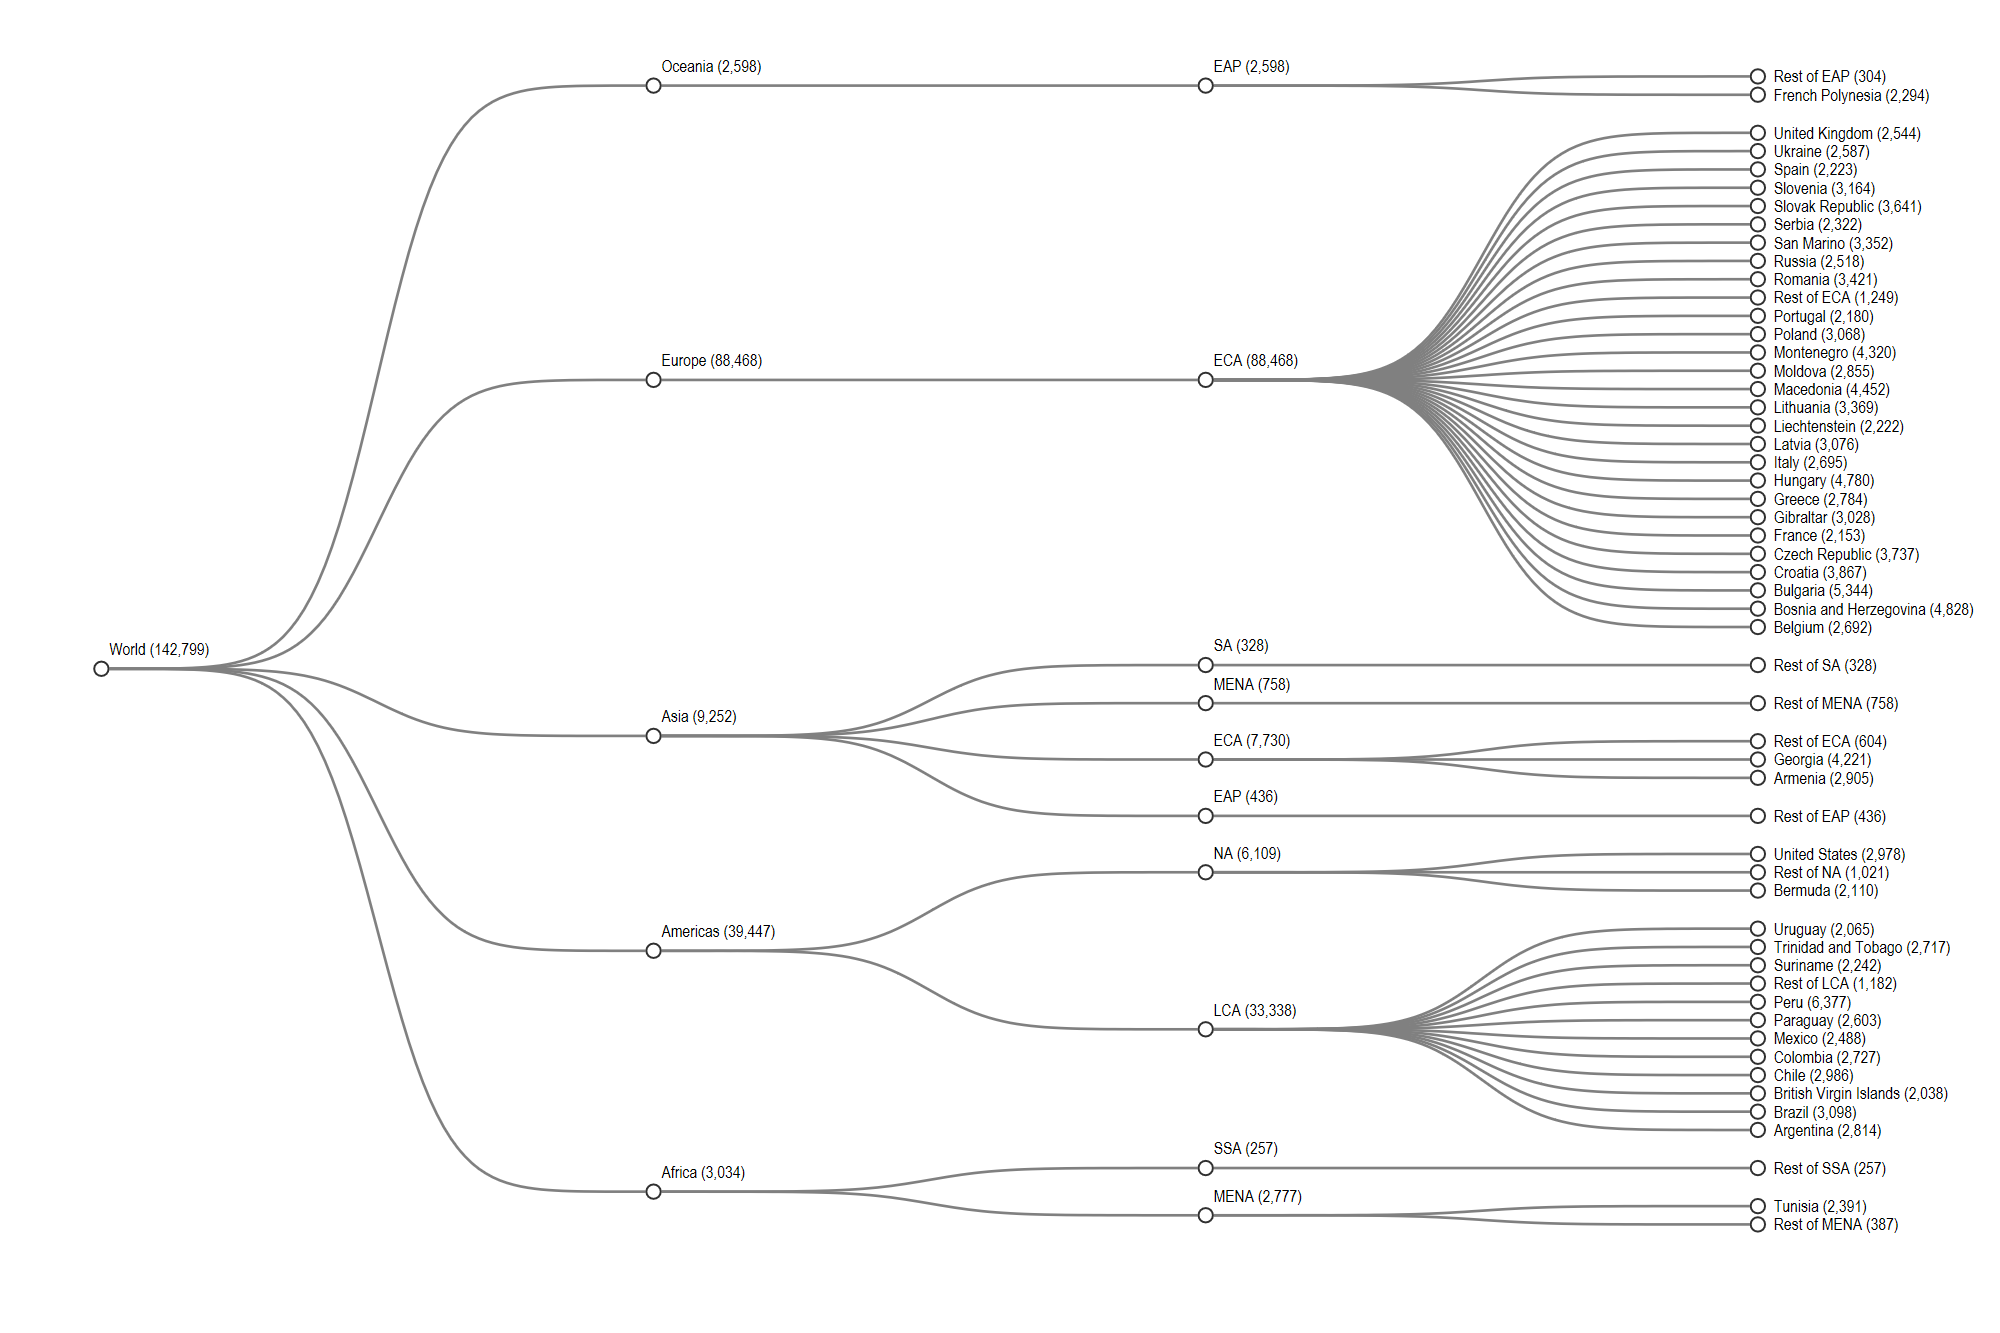 World (142,799)
Oceania (2,598)
EAP (2,598)
Rest of EAP (304)
French Polynesia (2,294)
Europe (88,468)
ECA (88,468)
United Kingdom (2,544)
Ukraine (2,587)
Spain (2,223)
Slovenia (3,164)
Slovak Republic (3,641)
Serbia (2,322)
San Marino (3,352)
Russia (2,518)
Romania (3,421)
Rest of ECA (1,249)
Portugal (2,180)
Poland (3,068)
Montenegro (4,320)
Moldova (2,855)
Macedonia (4,452)
Lithuania (3,369)
Liechtenstein (2,222)
Latvia (3,076)
Italy (2,695)
Hungary (4,780)
Greece (2,784)
Gibraltar (3,028)
France (2,153)
Czech Republic (3,737)
Croatia (3,867)
Bulgaria (5,344)
Bosnia and Herzegovina (4,828)
Belgium (2,692)
Asia (9,252)
SA (328)
Rest of SA (328)
MENA (758)
Rest of MENA (758)
ECA (7,730)
Rest of ECA (604)
Georgia (4,221)
Armenia (2,905)
EAP (436)
Rest of EAP (436)
Americas (39,447)
NA (6,109)
United States (2,978)
Rest of NA (1,021)
Bermuda (2,110)
LCA (33,338)
Uruguay (2,065)
Trinidad and Tobago (2,717)
Suriname (2,242)
Rest of LCA (1,182)
Peru (6,377)
Paraguay (2,603)
Mexico (2,488)
Colombia (2,727)
Chile (2,986)
British Virgin Islands (2,038)
Brazil (3,098)
Argentina (2,814)
Africa (3,034)
SSA (257)
Rest of SSA (257)
MENA (2,777)
Tunisia (2,391)
Rest of MENA (387)